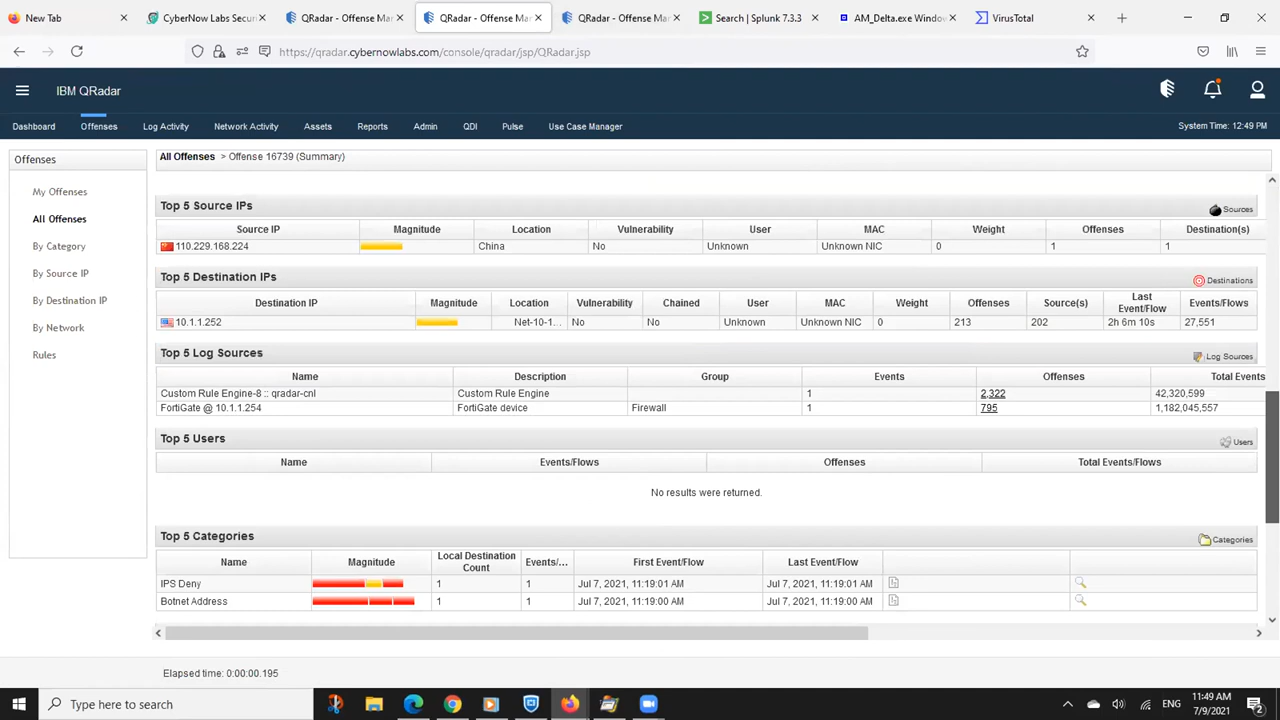 New Tab
CyberNow Labs Securi
QRadar - Offense Ma
QRadar - Offense Mar
QRadar - Offense Mar
Search | Splunk 7.3.3
AM_Delta.exe Window
VirusTotal
https://qradar.cybernowlabs.com/console/qradar/jsp/QRadar.jsp
IBM QRadar
Dashboard Offenses Log Activity Network Activity Assets Reports Admin QDI Pulse Use Case Manager System Time: 12:49 PM
Offenses
My Offenses
All Offenses
By Category
By Source IP
By Destination IP
By Network
Rules
All Offenses > Offense 16739 (Summary)
Top 5 Source IPs Sources
Source IP Magnitude Location Vulnerability User MAC Weight Offenses Destination(s)
110.229.168.224 China No Unknown Unknown NIC 0 1 1
Top 5 Destination IPs Destinations
Destination IP Magnitude Location Vulnerability Chained User MAC Weight Offenses Source(s) Last Event/Flow Events/Flows
10.1.1.252 Net-10-1... No No Unknown Unknown NIC 0 213 202 2h 6m 10s 27,551
Top 5 Log Sources Log Sources
Name Description Group Events Offenses Total Events
Custom Rule Engine-8 :: qradar-cnl Custom Rule Engine 1 2,322 42,320,599
FortiGate @ 10.1.1.254 FortiGate device Firewall 1 795 1,182,045,557
Top 5 Users Users
Name Events/Flows Offenses Total Events/Flows
No results were returned.
Top 5 Categories Categories
Name Magnitude Local Destination Count Events/... First Event/Flow Last Event/Flow
IPS Deny 1 1 Jul 7, 2021, 11:19:01 AM Jul 7, 2021, 11:19:01 AM
Botnet Address 1 1 Jul 7, 2021, 11:19:00 AM Jul 7, 2021, 11:19:00 AM
Elapsed time: 0:00:00.195
Type here to search
ENG
11:49 AM
7/9/2021
2